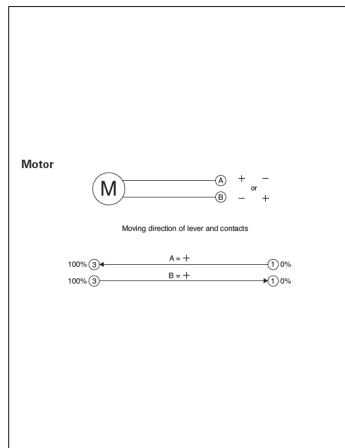 Motor
M
A + −
or
B − +
Moving direction of lever and contacts
A = +
100% 3 1 0%
B = +
100% 3 1 0%